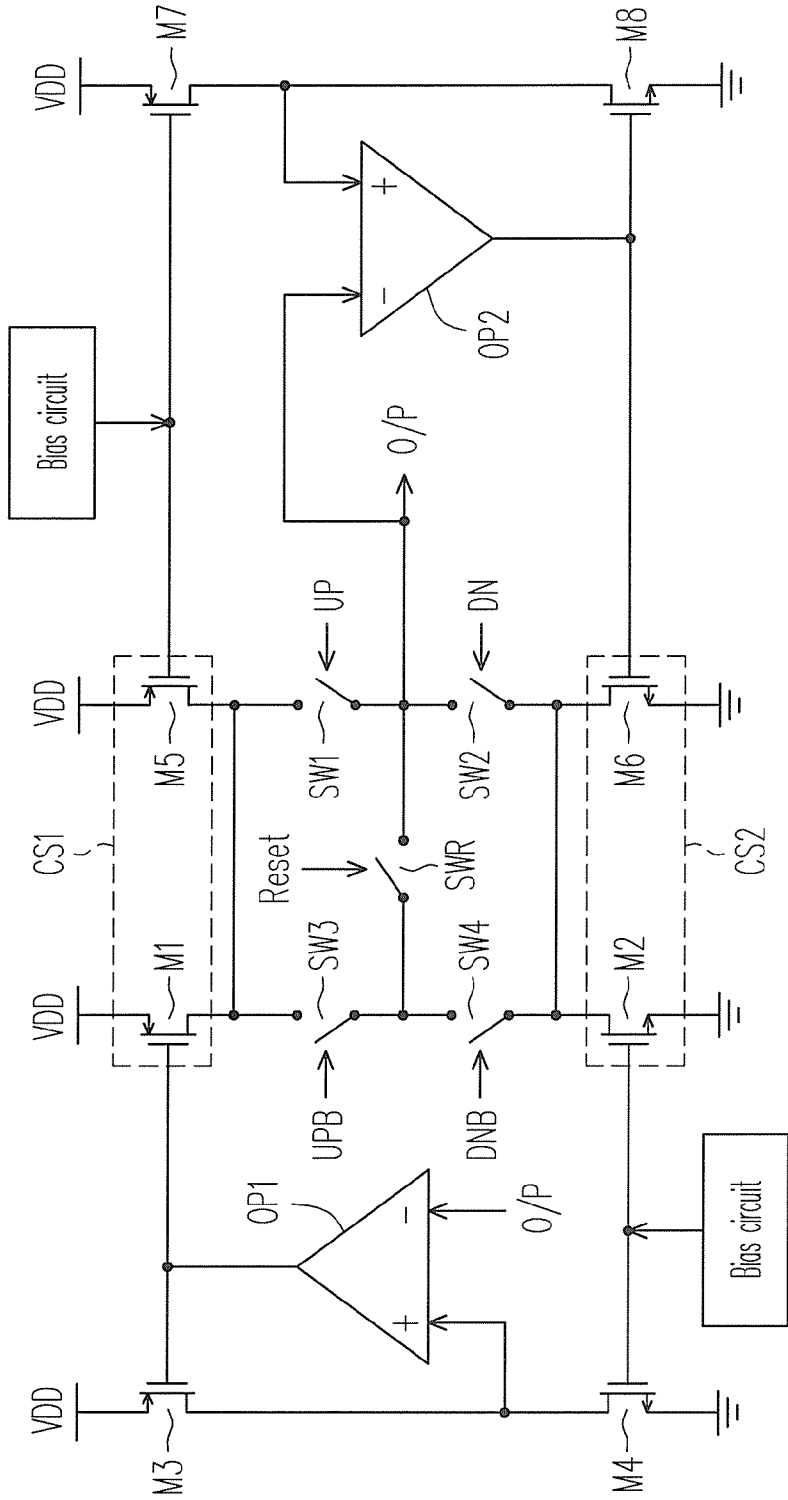 VDD
M7
Bias circuit
VDD
M5
CS1
M1
VDD
VDD
M3
M8
+
-
OP2
O/P
UP
SW1
DN
SW2
M6
Reset
SWR
CS2
SW3
UPB
SW4
DNB
M2
OP1
-
O/P
+
Bias circuit
M4